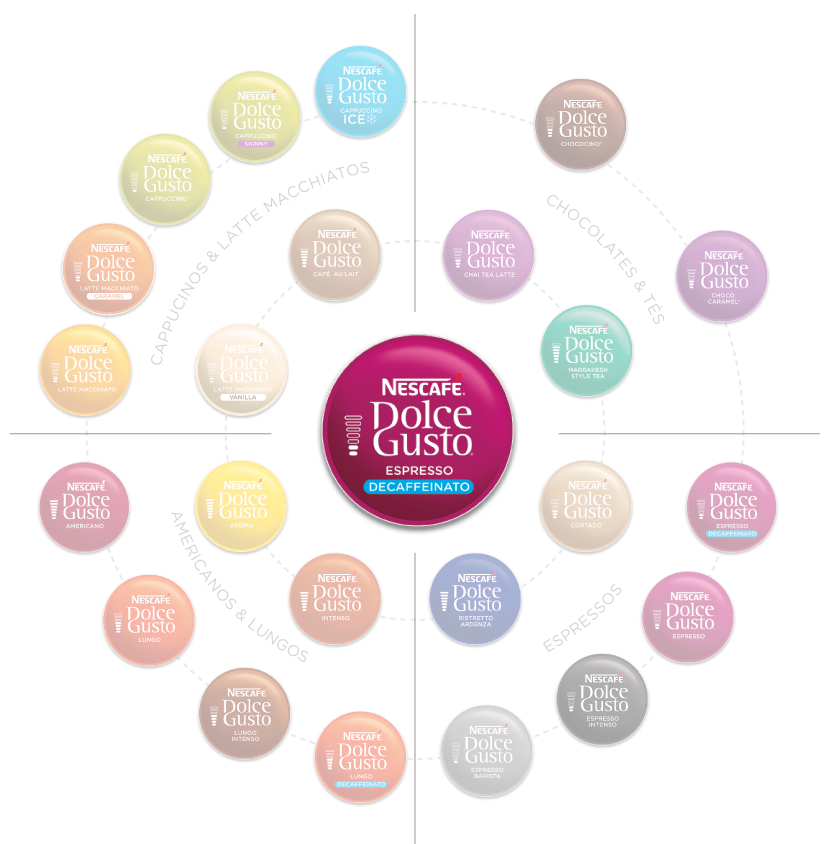 NESCAFÉ
Dolce
Gusto
CAPPUCCINO
ICE
NESCAFÉ
Dolce
Gusto
CAPPUCCINO
SKINNY
NESCAFÉ
Dolce
Gusto
CAPPUCCINO
NESCAFÉ
Dolce
Gusto
LATTE MACCHIATO
CARAMEL
NESCAFÉ
Dolce
Gusto
LATTE MACCHIATO
CAPPUCINOS & LATTE MACCHIATOS
NESCAFÉ
Dolce
Gusto
CAFÉ AU LAIT
NESCAFÉ
Dolce
Gusto
LATTE MACCHIATO
VANILLA
NESCAFÉ
Dolce
Gusto
CHOCOCINO
NESCAFÉ
Dolce
Gusto
CHOCO
CARAMEL
CHOCOLATES & TÉS
NESCAFÉ
Dolce
Gusto
CHAI TEA LATTE
NESCAFÉ
Dolce
Gusto
MARRAKESH
STYLE TEA
NESCAFÉ
Dolce
Gusto
ESPRESSO
DECAFFEINATO
NESCAFÉ
Dolce
Gusto
AMERICANO
NESCAFÉ
Dolce
Gusto
AROMA
AMERICANOS & LUNGOS
NESCAFÉ
Dolce
Gusto
INTENSO
NESCAFÉ
Dolce
Gusto
LUNGO
NESCAFÉ
Dolce
Gusto
LUNGO
INTENSO
NESCAFÉ
Dolce
Gusto
LUNGO
DECAFFEINATO
NESCAFÉ
Dolce
Gusto
CORTADO
NESCAFÉ
Dolce
Gusto
ESPRESSO
DECAFFEINATO
NESCAFÉ
Dolce
Gusto
RISTRETTO
ARDENZA
ESPRESSOS
NESCAFÉ
Dolce
Gusto
ESPRESSO
NESCAFÉ
Dolce
Gusto
ESPRESSO
INTENSO
NESCAFÉ
Dolce
Gusto
ESPRESSO
BARISTA